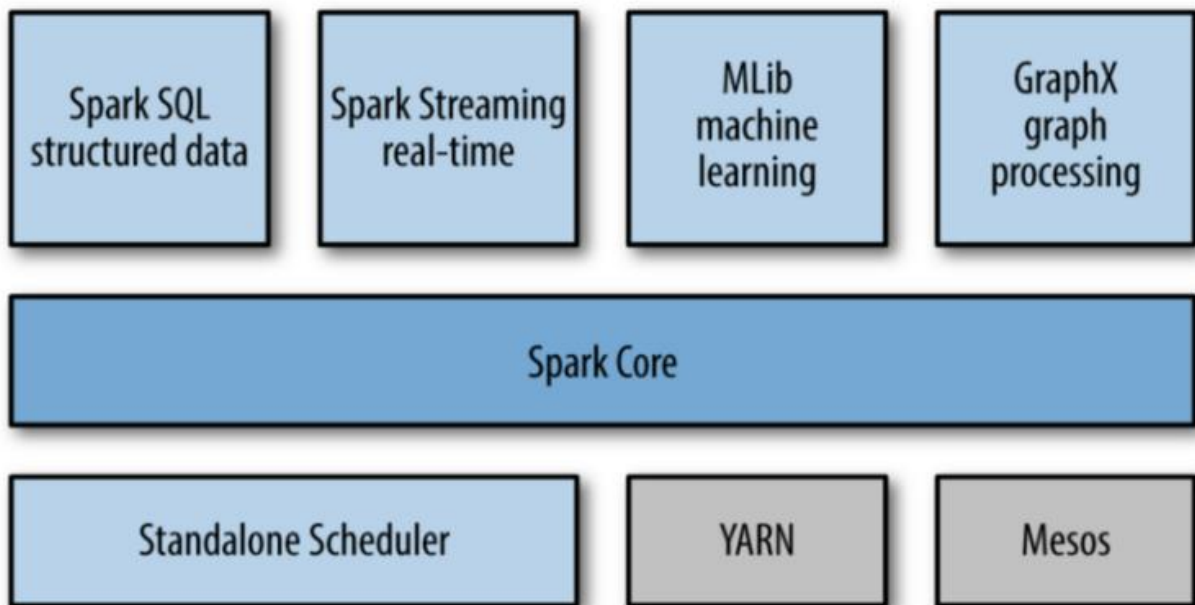 Spark SQL
structured data
Spark Streaming
real-time
MLib
machine
learning
GraphX
graph
processing
Spark Core
Standalone Scheduler
YARN
Mesos